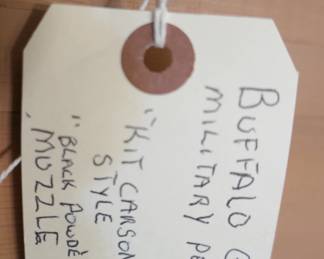 BUFFALO
MILITARY
"KIT CARSON
STYLE
"BLACK POWDE
MUZZLE